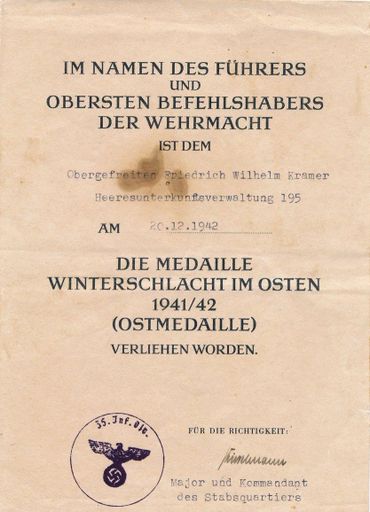 IM NAMEN DES FÜHRERS
UND
OBERSTEN BEFEHLSHABERS
DER WEHRMACHT
IST DEM
Obergefreiten Friedrich Wilhelm Kramer
Heeresunterkunftsverwaltung 195
AM 20.12.1942
DIE MEDAILLE
WINTERSCHLACHT IM OSTEN
1941/42
(OSTMEDAILLE)
VERLIEHEN WORDEN.
35. Inf. Div.
FÜR DIE RICHTIGKEIT:
Major und Kommandant
des Stabsquartiers